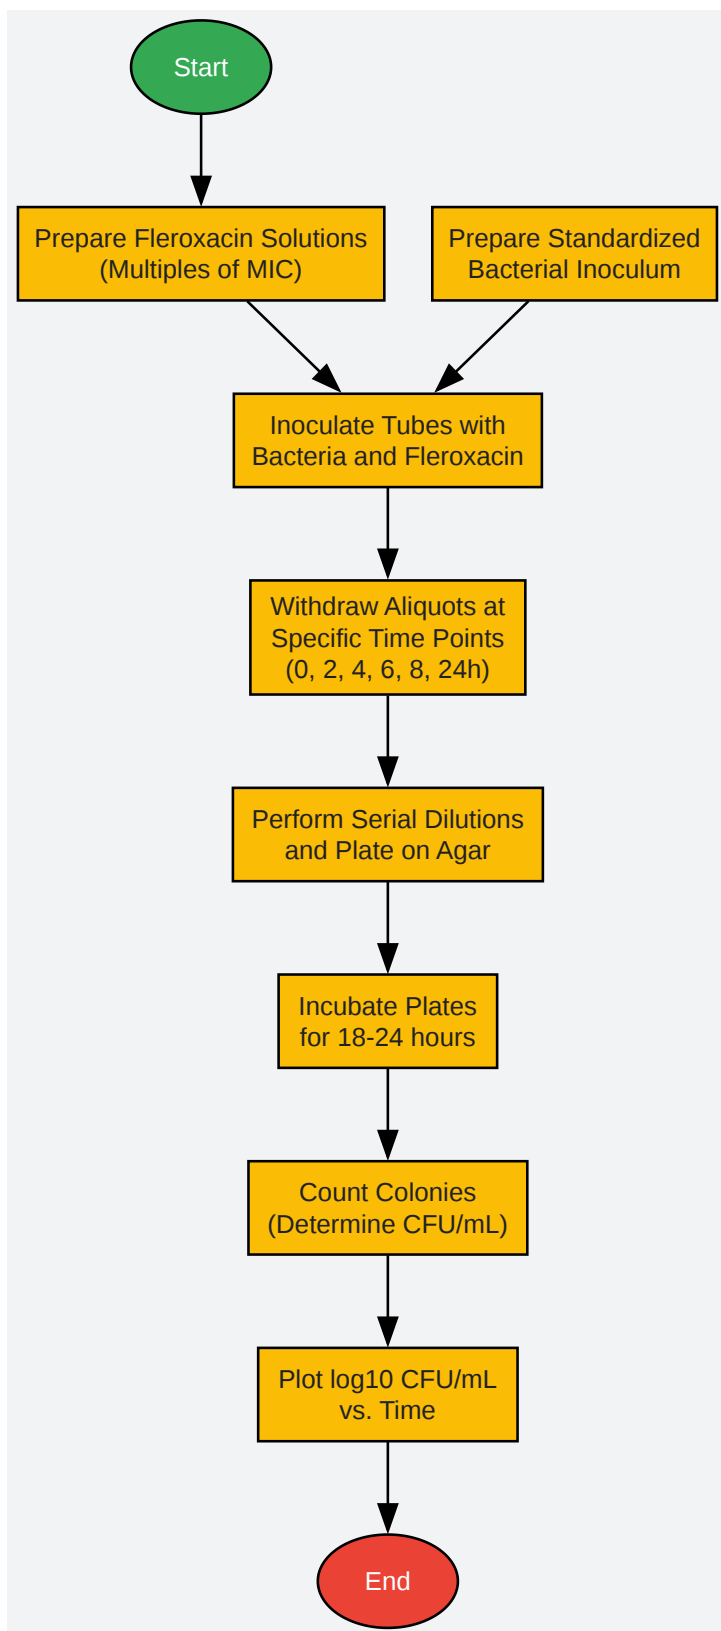 Start
Prepare Fleroxacin Solutions
(Multiples of MIC)
Prepare Standardized
Bacterial Inoculum
Inoculate Tubes with
Bacteria and Fleroxacin
Withdraw Aliquots at
Specific Time Points
(0, 2, 4, 6, 8, 24h)
Perform Serial Dilutions
and Plate on Agar
Incubate Plates
for 18-24 hours
Count Colonies
(Determine CFU/mL)
Plot log10 CFU/mL
vs. Time
End